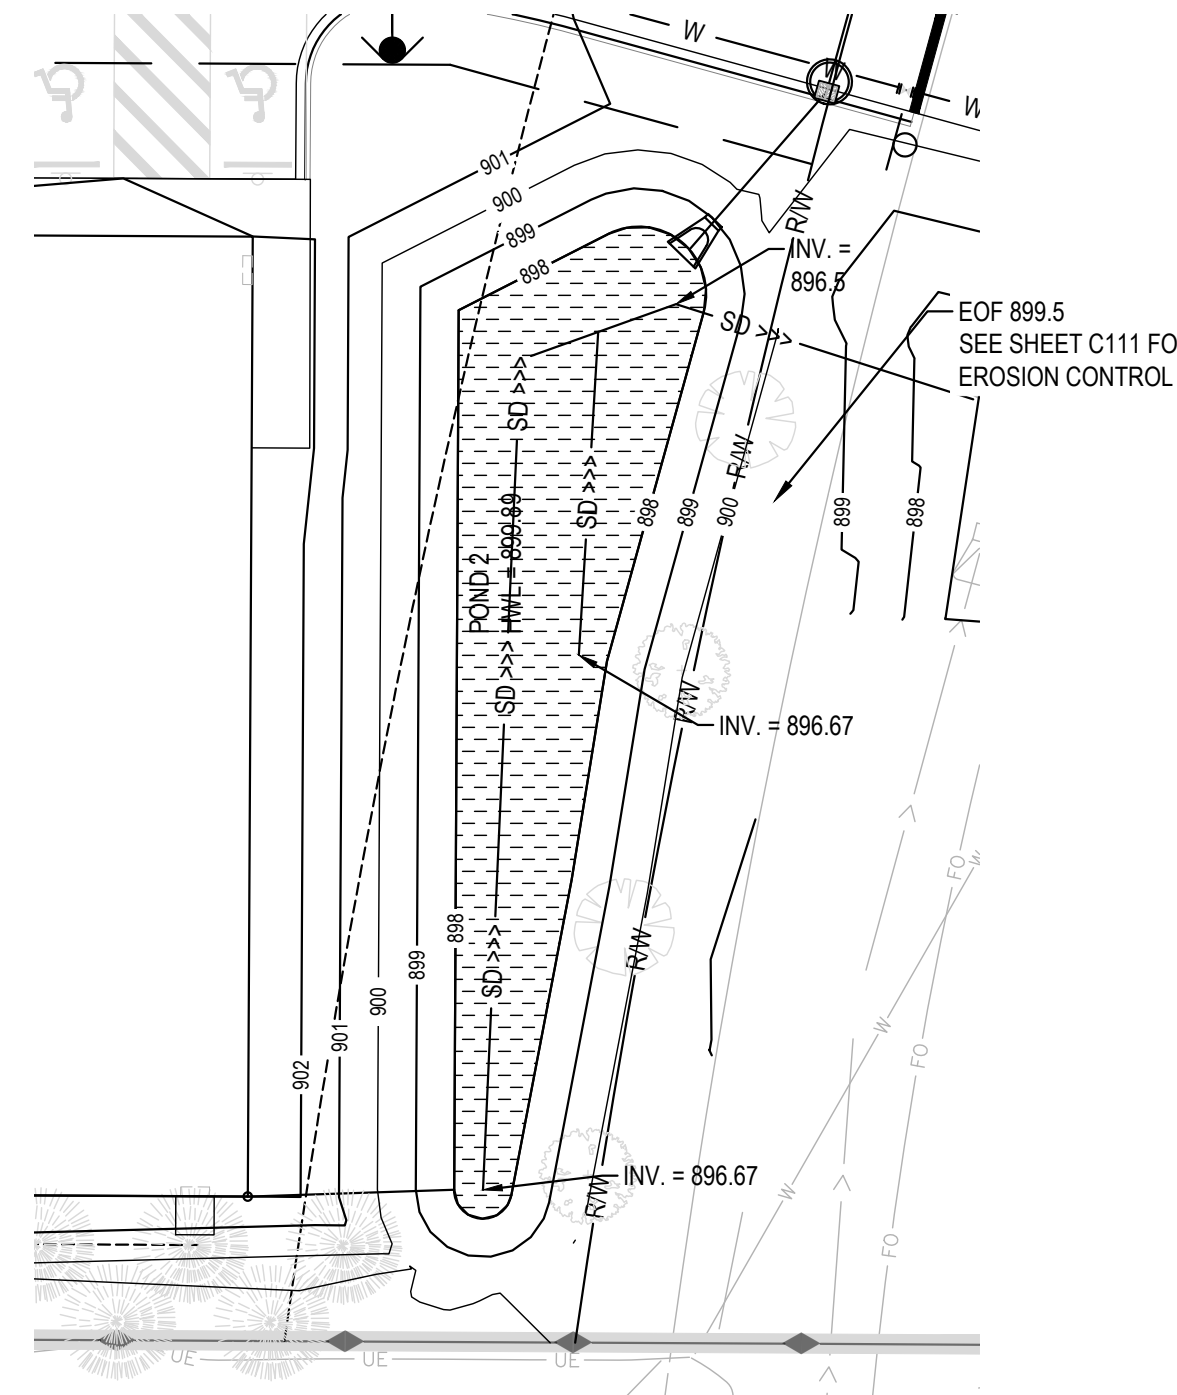 W
W
W
901
900
899
898
R/W
INV. =
896.5
SD >>>
EOF 899.5
SEE SHEET C111 FO
EROSION CONTROL
SD >>>
R/W
SD >>>
898
899
900
899
898
POND 2
HWL = 899.89
SD >>>
R/W
INV. = 896.67
FO
W
898
899
900
901
902
SD >>>
R/W
W
FO
INV. = 896.67
R/W
W
FO
UE
UE
UE